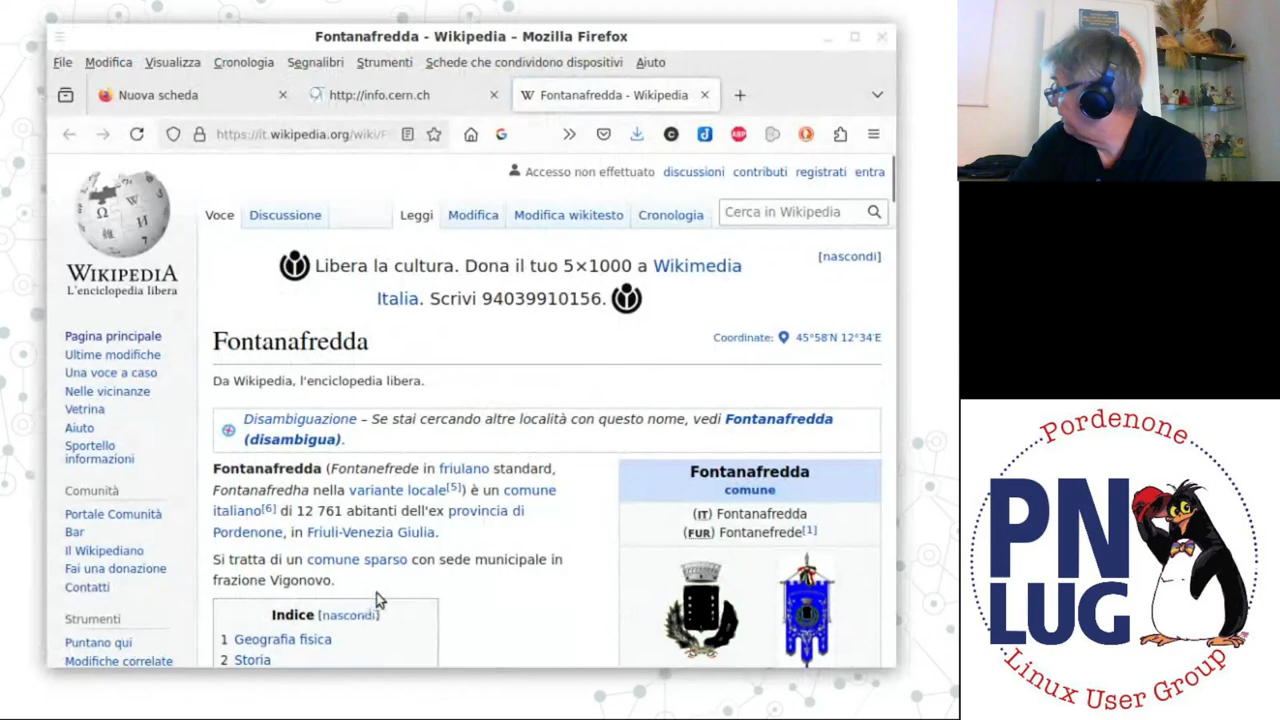 Fontanafredda - Wikipedia – Mozilla Firefox
File Modifica Visualizza Cronologia Segnalibri Strumenti Schede che condividono dispositivi Aiuto
Nuova scheda
http://info.cern.ch
Fontanafredda - Wikipedia
https://it.wikipedia.org/wiki/F
Accesso non effettuato discussioni contributi registrati entra
Voce Discussione Leggi Modifica Modifica wikitesto Cronologia Cerca in Wikipedia
WIKIPEDIA
L'enciclopedia libera
Libera la cultura. Dona il tuo 5×1000 a Wikimedia
Italia. Scrivi 94039910156.
[nascondi]
Pagina principale
Ultime modifiche
Una voce a caso
Nelle vicinanze
Vetrina
Aiuto
Sportello
informazioni
Comunità
Portale Comunità
Bar
Il Wikipediano
Fai una donazione
Contatti
Strumenti
Puntano qui
Modifiche correlate
Fontanafredda
Coordinate: 45°58′N 12°34′E
Da Wikipedia, l'enciclopedia libera.
Disambiguazione – Se stai cercando altre località con questo nome, vedi Fontanafredda
(disambigua).
Fontanafredda (Fontanefrede in friulano standard,
Fontanafredha nella variante locale[5]) è un comune
italiano[6] di 12 761 abitanti dell'ex provincia di
Pordenone, in Friuli-Venezia Giulia.
Si tratta di un comune sparso con sede municipale in
frazione Vigonovo.
Indice [nascondi]
1 Geografia fisica
2 Storia
Fontanafredda
comune
(IT) Fontanafredda
(FUR) Fontanefrede[1]
ABP
Pordenone
PN
LUG
Linux User Group